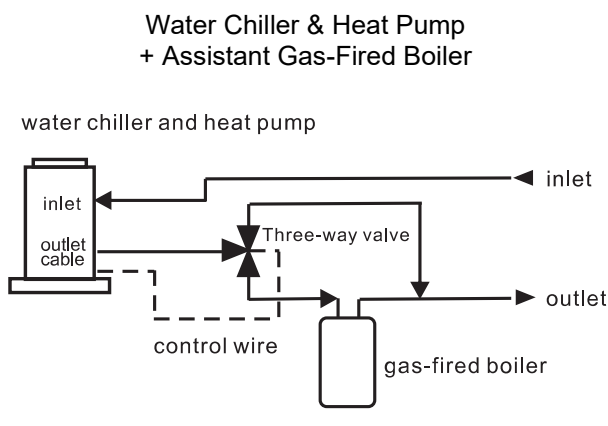 Water Chiller & Heat Pump
+ Assistant Gas-Fired Boiler
water chiller and heat pump
inlet
inlet
outlet
cable
Three-way valve
outlet
control wire
gas-fired boiler